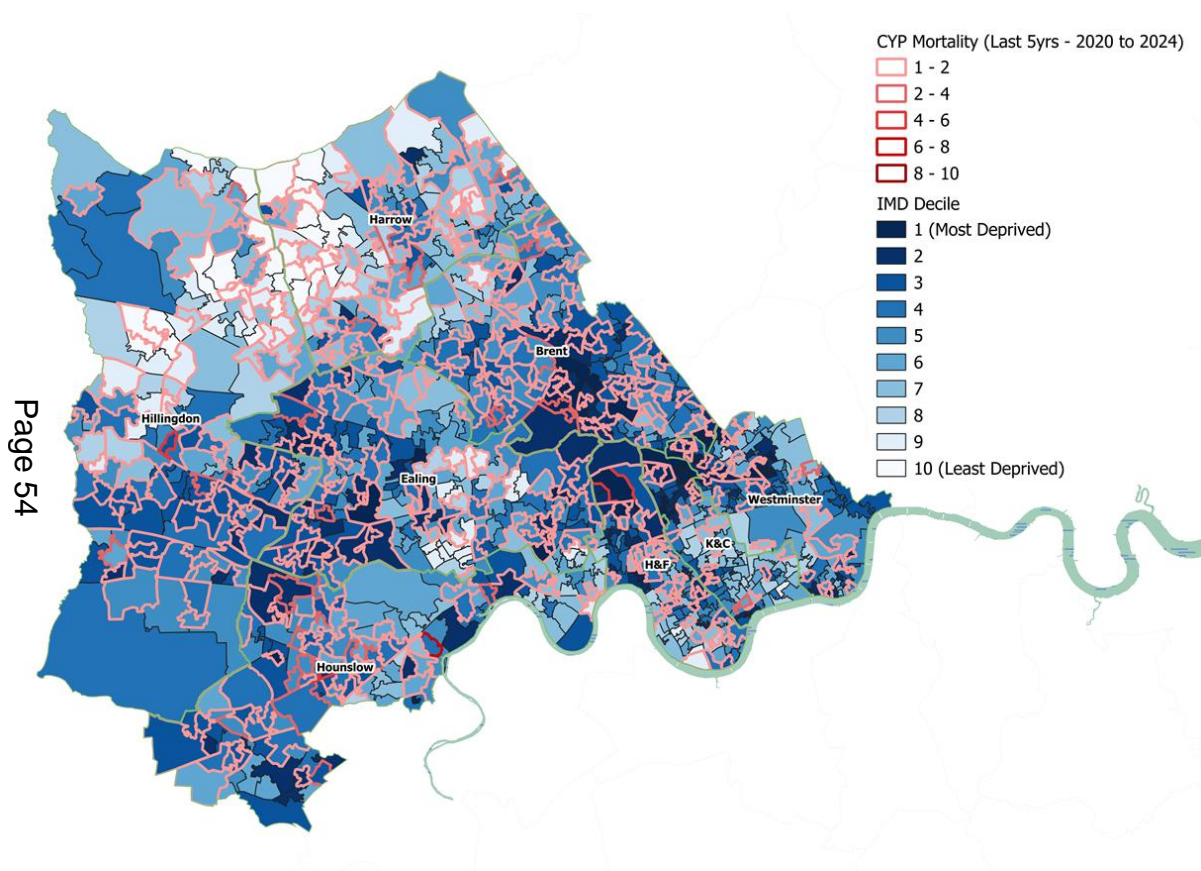 CYP Mortality (Last 5yrs - 2020 to 2024)
1 - 2
2 - 4
4 - 6
6 - 8
8 - 10
IMD Decile
1 (Most Deprived)
2
3
4
5
6
7
8
9
10 (Least Deprived)
Harrow
Brent
Hillingdon
Ealing
Westminster
K&C
H&F
Hounslow
Page 54